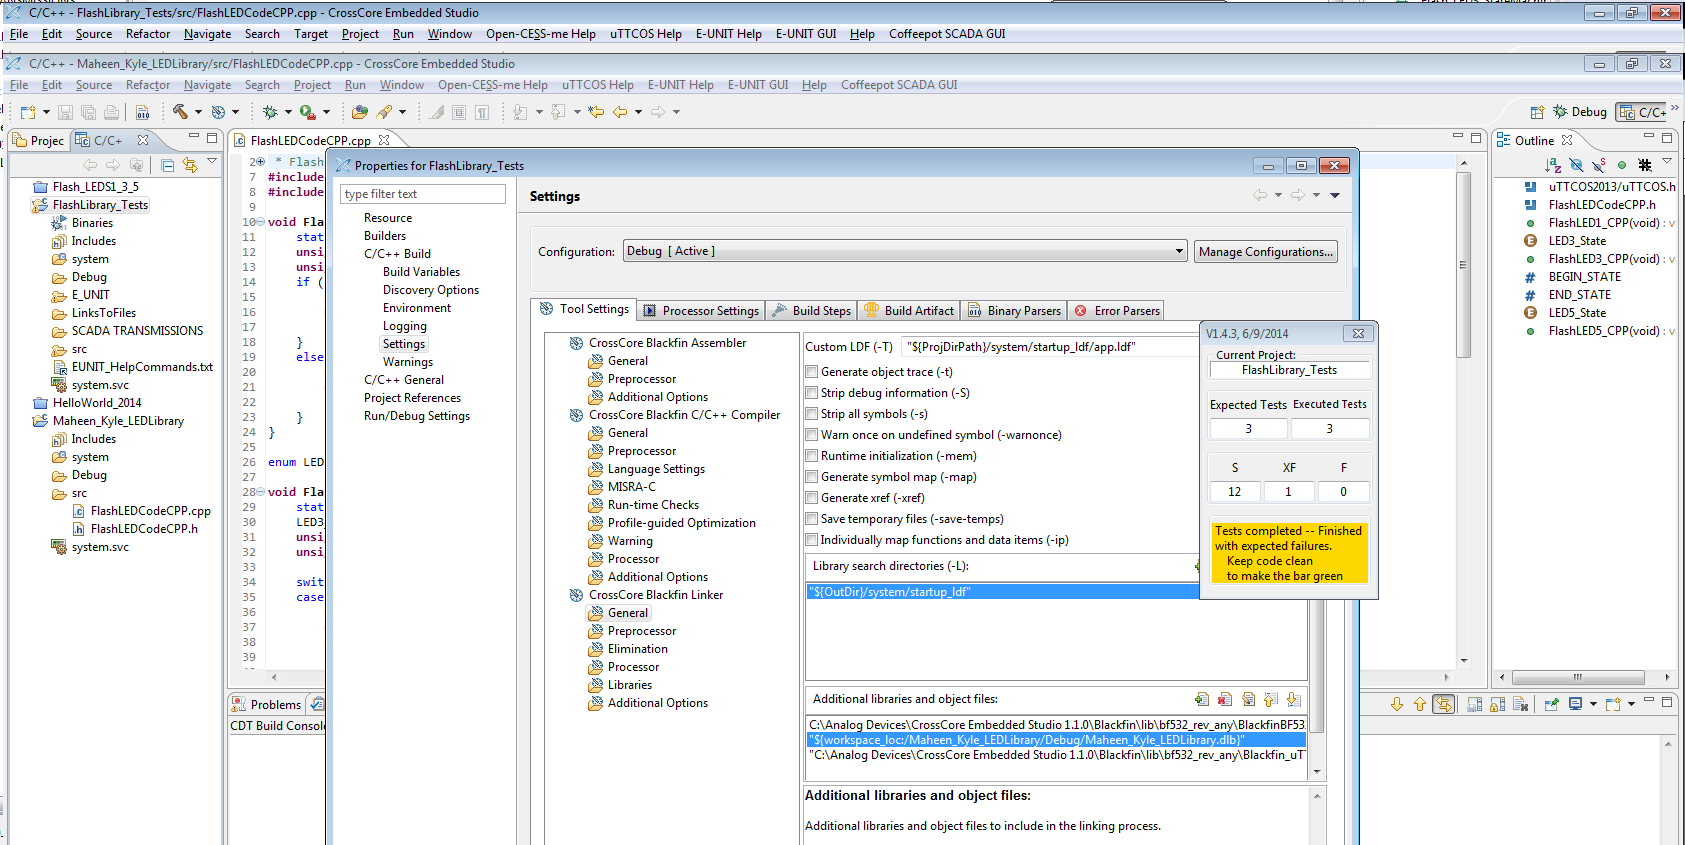 C/C++ - FlashLibrary_Tests/src/FlashLEDCodeCPP.cpp - CrossCore Embedded Studio
File Edit Source Refactor Navigate Search Target Project Run Window Open-CESS-me Help uTTCOS Help E-UNIT Help E-UNIT GUI Help Coffeepot SCADA GUI
C/C++ - Maheen_Kyle_LEDLibrary/src/FlashLEDCodeCPP.cpp - CrossCore Embedded Studio
File Edit Source Refactor Navigate Search Project Run Window Open-CESS-me Help uTTCOS Help E-UNIT Help E-UNIT GUI Help Coffeepot SCADA GUI
Debug C/C+
Projec C/C+
Flash_LEDS1_3_5
FlashLibrary_Tests
Binaries
Includes
system
Debug
E_UNIT
LinksToFiles
SCADA TRANSMISSIONS
src
EUNIT_HelpCommands.txt
system.svc
HelloWorld_2014
Maheen_Kyle_LEDLibrary
Includes
system
Debug
src
FlashLEDCodeCPP.cpp
FlashLEDCodeCPP.h
system.svc
FlashLEDCodeCPP.cpp
2 * Flash
7 #include
8 #include
9
10 void Fla
11 stat
12 unsi
13 unsi
14 if (
15
16
17
18 }
19 else
20
21
22
23 }
24 }
25
26 enum LED
27
28 void Fla
29 stat
30 LED3
31 unsi
32 unsi
33
34 swit
35 case
36
37
38
39
Problems
CDT Build Console
Properties for FlashLibrary_Tests
type filter text
Resource
Builders
C/C++ Build
Build Variables
Discovery Options
Environment
Logging
Settings
Warnings
C/C++ General
Project References
Run/Debug Settings
Settings
Configuration: Debug [ Active ] Manage Configurations...
Tool Settings Processor Settings Build Steps Build Artifact Binary Parsers Error Parsers
CrossCore Blackfin Assembler
General
Preprocessor
Additional Options
CrossCore Blackfin C/C++ Compiler
General
Preprocessor
Language Settings
MISRA-C
Run-time Checks
Profile-guided Optimization
Warning
Processor
Additional Options
CrossCore Blackfin Linker
General
Preprocessor
Elimination
Processor
Libraries
Additional Options
Custom LDF (-T) "${ProjDirPath}/system/startup_ldf/app.ldf"
Generate object trace (-t)
Strip debug information (-S)
Strip all symbols (-s)
Warn once on undefined symbol (-warnonce)
Runtime initialization (-mem)
Generate symbol map (-map)
Generate xref (-xref)
Save temporary files (-save-temps)
Individually map functions and data items (-ip)
Library search directories (-L):
"${OutDir}/system/startup_ldf"
Additional libraries and object files:
C:\Analog Devices\CrossCore Embedded Studio 1.1.0\Blackfin\lib\bf532_rev_any\BlackfinBF53
"${workspace_loc:/Maheen_Kyle_LEDLibrary/Debug/Maheen_Kyle_LEDLibrary.dlb}"
"C:\Analog Devices\CrossCore Embedded Studio 1.1.0\Blackfin\lib\bf532_rev_any\Blackfin_uTT
Additional libraries and object files:
Additional libraries and object files to include in the linking process.
V1.4.3, 6/9/2014
Current Project:
FlashLibrary_Tests
Expected Tests Executed Tests
3 3
S XF F
12 1 0
Tests completed -- Finished
with expected failures.
Keep code clean
to make the bar green
Outline
uTTCOS2013/uTTCOS.h
FlashLEDCodeCPP.h
FlashLED1_CPP(void) : v
LED3_State
FlashLED3_CPP(void) : v
BEGIN_STATE
END_STATE
LED5_State
FlashLED5_CPP(void) : v